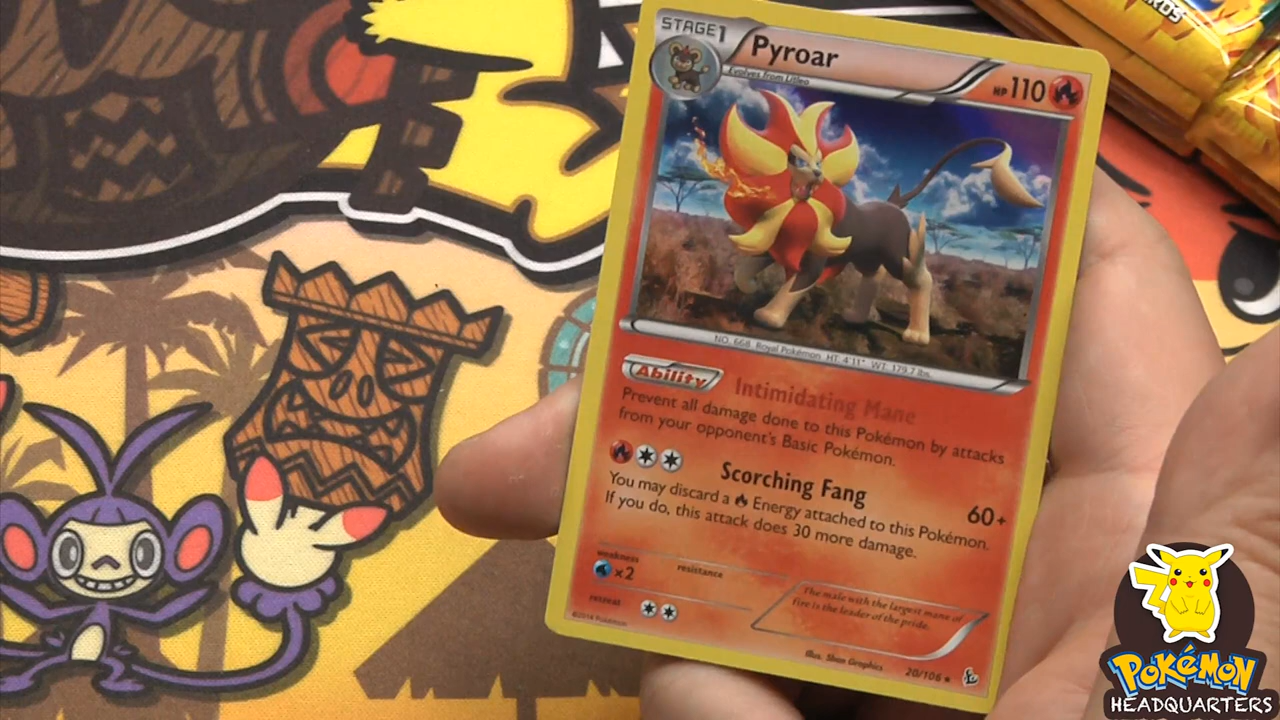 STAGE1
Pyroar
HP 110
Evolves from Litleo
NO. 668 Royal Pokémon HT: 4'11" WT: 179.7 lbs.
Ability Intimidating Mane
Prevent all damage done to this Pokémon by attacks
from your opponent's Basic Pokémon.
Scorching Fang 60+
You may discard a Energy attached to this Pokémon.
If you do, this attack does 30 more damage.
weakness resistance
×2
retreat
The male with the largest mane of
fire is the leader of the pride.
©2014 Pokémon
Illus. 5ban Graphics
20/106 ★
POKÉMON
HEADQUARTERS